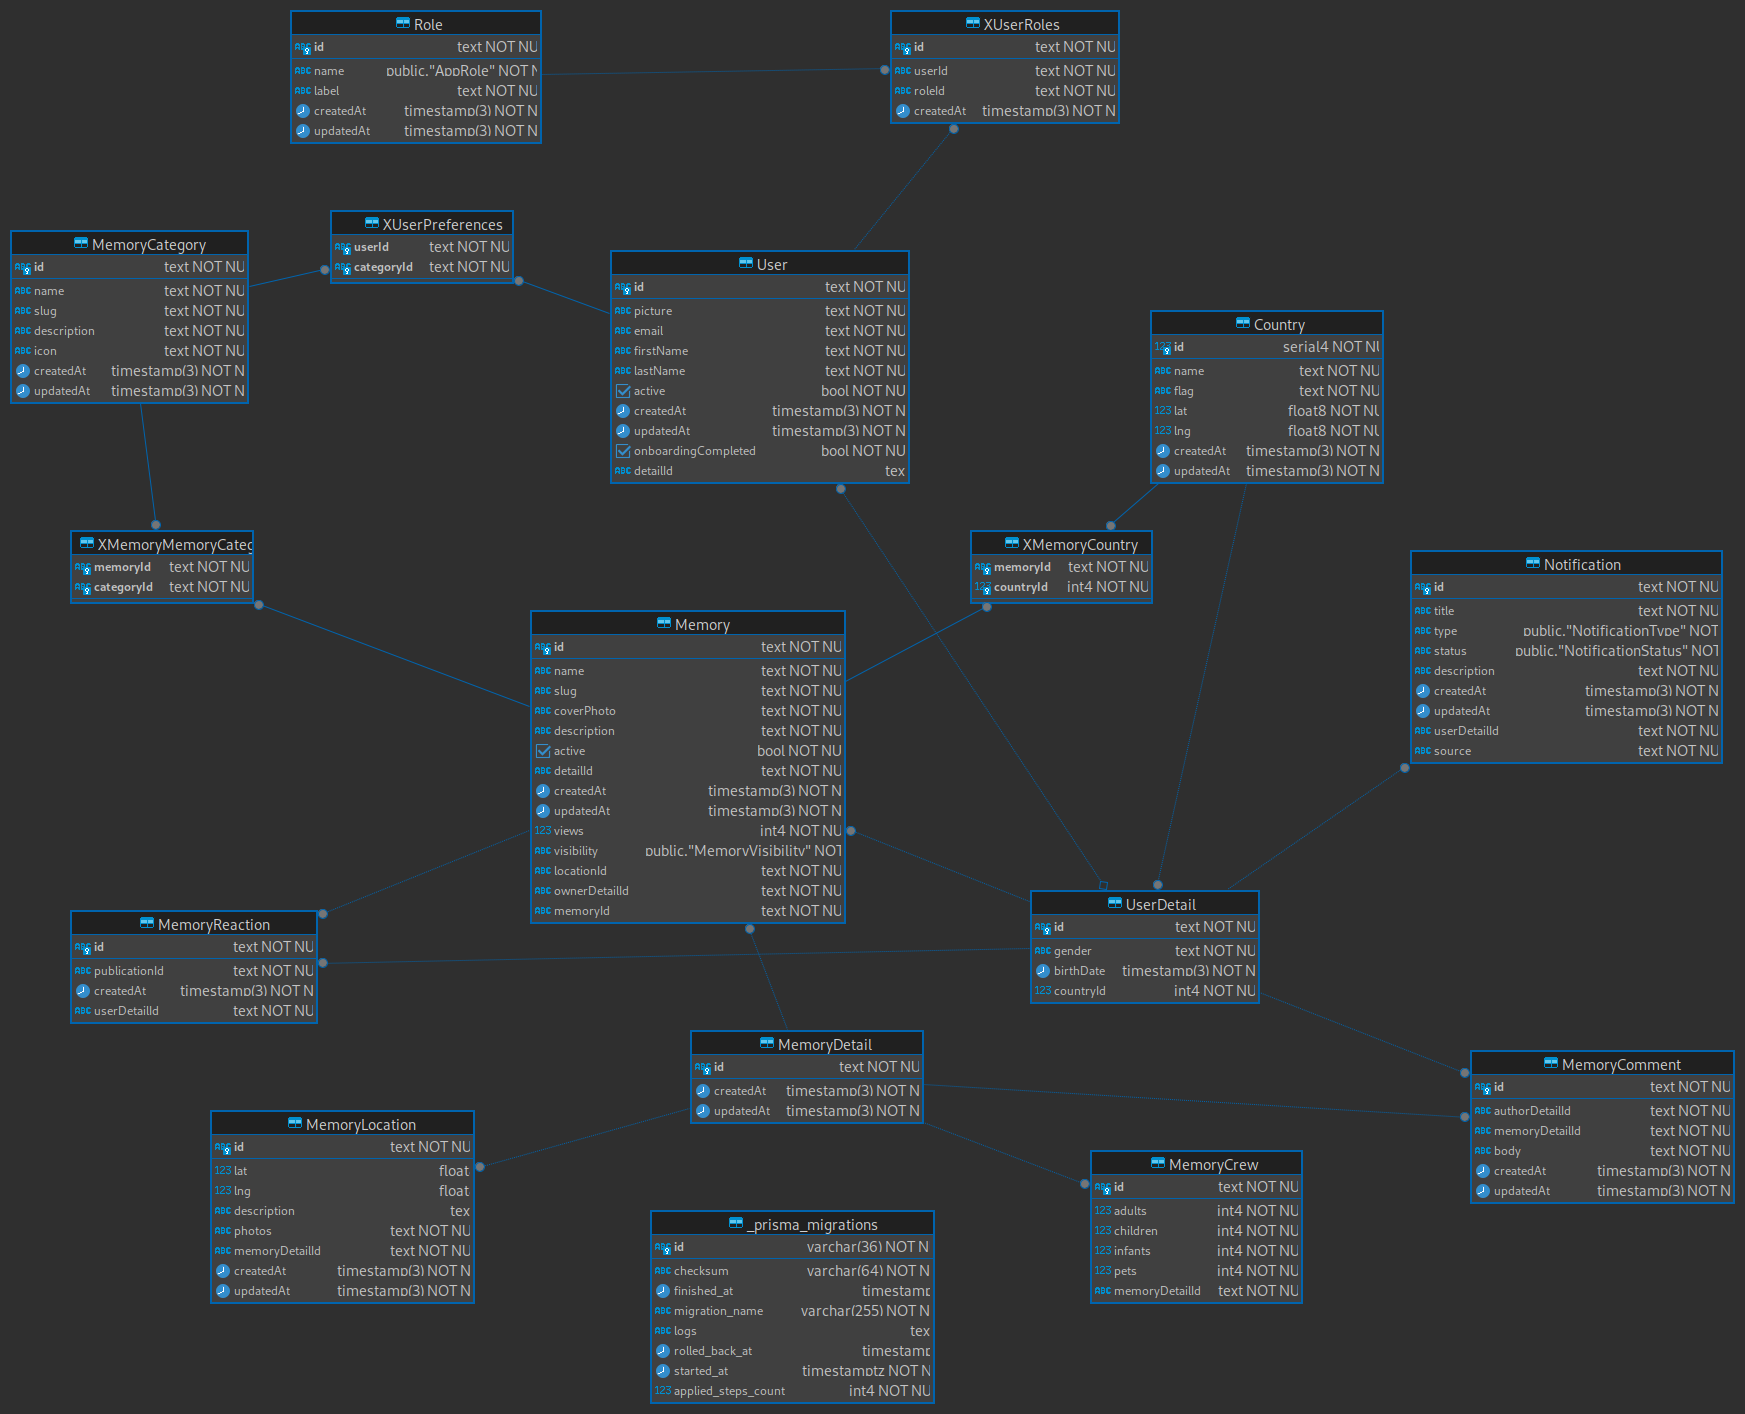 Role
id text NOT NU
name public."AppRole" NOT N
label text NOT NU
createdAt timestamp(3) NOT N
updatedAt timestamp(3) NOT N
XUserRoles
id text NOT NU
userId text NOT NU
roleId text NOT NU
createdAt timestamp(3) NOT N
XUserPreferences
userId text NOT NU
categoryId text NOT NU
MemoryCategory
id text NOT NU
name text NOT NU
slug text NOT NU
description text NOT NU
icon text NOT NU
createdAt timestamp(3) NOT N
updatedAt timestamp(3) NOT N
User
id text NOT NU
picture text NOT NU
email text NOT NU
firstName text NOT NU
lastName text NOT NU
active bool NOT NU
createdAt timestamp(3) NOT N
updatedAt timestamp(3) NOT N
onboardingCompleted bool NOT NU
detailId tex
Country
id serial4 NOT NU
name text NOT NU
flag text NOT NU
lat float8 NOT NU
lng float8 NOT NU
createdAt timestamp(3) NOT N
updatedAt timestamp(3) NOT N
XMemoryMemoryCateg
memoryId text NOT NU
categoryId text NOT NU
XMemoryCountry
memoryId text NOT NU
countryId int4 NOT NU
Notification
id text NOT NU
title text NOT NU
type public."NotificationType" NOT
status public."NotificationStatus" NOT
description text NOT NU
createdAt timestamp(3) NOT N
updatedAt timestamp(3) NOT N
userDetailId text NOT NU
source text NOT NU
Memory
id text NOT NU
name text NOT NU
slug text NOT NU
coverPhoto text NOT NU
description text NOT NU
active bool NOT NU
detailId text NOT NU
createdAt timestamp(3) NOT N
updatedAt timestamp(3) NOT N
views int4 NOT NU
visibility public."MemoryVisibility" NOT
locationId text NOT NU
ownerDetailId text NOT NU
memoryId text NOT NU
MemoryReaction
id text NOT NU
publicationId text NOT NU
createdAt timestamp(3) NOT N
userDetailId text NOT NU
UserDetail
id text NOT NU
gender text NOT NU
birthDate timestamp(3) NOT N
countryId int4 NOT NU
MemoryDetail
id text NOT NU
createdAt timestamp(3) NOT N
updatedAt timestamp(3) NOT N
MemoryComment
id text NOT NU
authorDetailId text NOT NU
memoryDetailId text NOT NU
body text NOT NU
createdAt timestamp(3) NOT N
updatedAt timestamp(3) NOT N
MemoryLocation
id text NOT NU
lat float
lng float
description tex
photos text NOT NU
memoryDetailId text NOT NU
createdAt timestamp(3) NOT N
updatedAt timestamp(3) NOT N
MemoryCrew
id text NOT NU
adults int4 NOT NU
children int4 NOT NU
infants int4 NOT NU
pets int4 NOT NU
memoryDetailId text NOT NU
_prisma_migrations
id varchar(36) NOT N
checksum varchar(64) NOT N
finished_at timestamp
migration_name varchar(255) NOT N
logs tex
rolled_back_at timestamp
started_at timestamptz NOT N
applied_steps_count int4 NOT NU